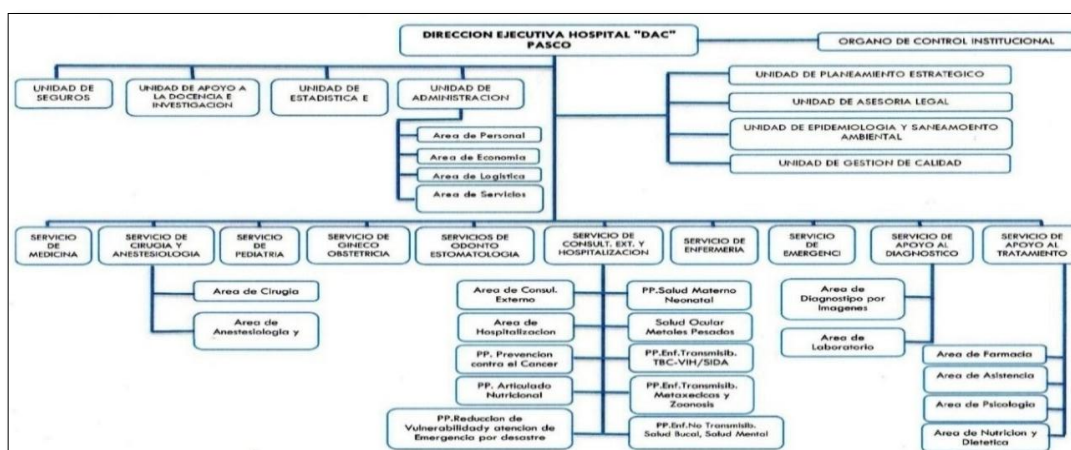 DIRECCION EJECUTIVA HOSPITAL "DAC"
PASCO
ORGANO DE CONTROL INSTITUCIONAL
UNIDAD DE
SEGUROS
UNIDAD DE APOYO A
LA DOCENCIA E
INVESTIGACION
UNIDAD DE
ESTADISTICA E
UNIDAD DE
ADMINISTRACION
UNIDAD DE PLANEAMIENTO ESTRATEGICO
UNIDAD DE ASESORIA LEGAL
UNIDAD DE EPIDEMIOLOGIA Y SANEAMOENTO
AMBIENTAL
UNIDAD DE GESTION DE CALIDAD
Area de Personal
Area de Economia
Area de Logistica
Area de Servicios
SERVICIO
DE
MEDICINA
SERVICIO DE
CIRUGIA Y
ANESTESIOLOGIA
SERVICIO
DE
PEDIATRIA
SERVICIO DE
GINECO
OBSTETRICIA
SERVICIOS DE
ODONTO
ESTOMATOLOGIA
SERVICIO DE
CONSULT. EXT. Y
HOSPITALIZACION
SERVICIO DE
ENFERMERIA
SERVICIO
DE
EMERGENCI
SERVICIO DE
APOYO AL
DIAGNOSTICO
SERVICIO DE
APOYO AL
TRATAMIENTO
Area de Cirugia
Area de
Anestesiologia y
Area de Consul.
Externo
Area de
Hospitalizacion
PP. Prevencion
contra el Cancer
PP. Articulado
Nutricional
PP.Reduccion de
Vulnerabilidady atencion de
Emergencia por desastre
PP.Salud Materno
Neonatal
Salud Ocular
Metales Pesados
PP.Enf.Transmisib.
TBC-VIH/SIDA
PP.Enf.Transmisib.
Metaxecicas y
Zoonosis
PP.Enf.No Transmisib.
Salud Bucal, Salud Mental
Area de
Diagnostipo por
Imagenes
Area de
Laboratorio
Area de Farmacia
Area de Asistencia
Area de Psicologia
Area de Nutricion y
Dietetica